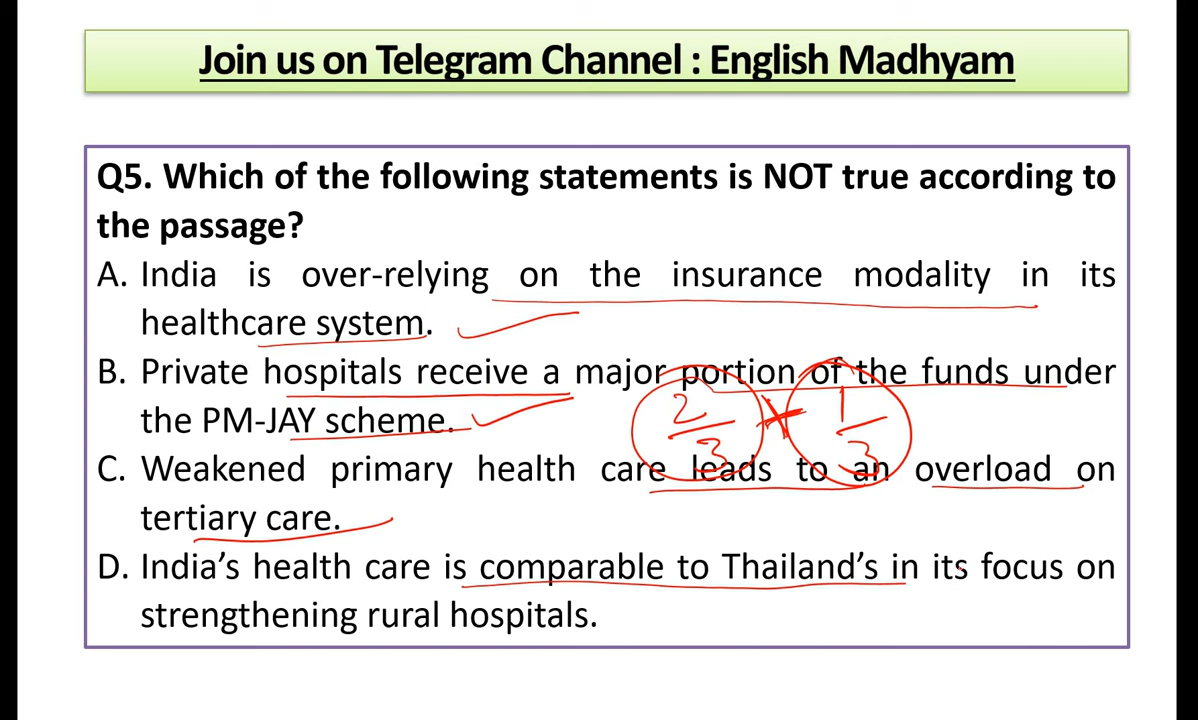 Join us on Telegram Channel : English Madhyam
Q5. Which of the following statements is NOT true according to
the passage?
A. India is over-relying on the insurance modality in its
healthcare system.
B. Private hospitals receive a major portion of the funds under
the PM-JAY scheme.
2/3 1/3
C. Weakened primary health care leads to an overload on
tertiary care.
D. India’s health care is comparable to Thailand’s in its focus on
strengthening rural hospitals.